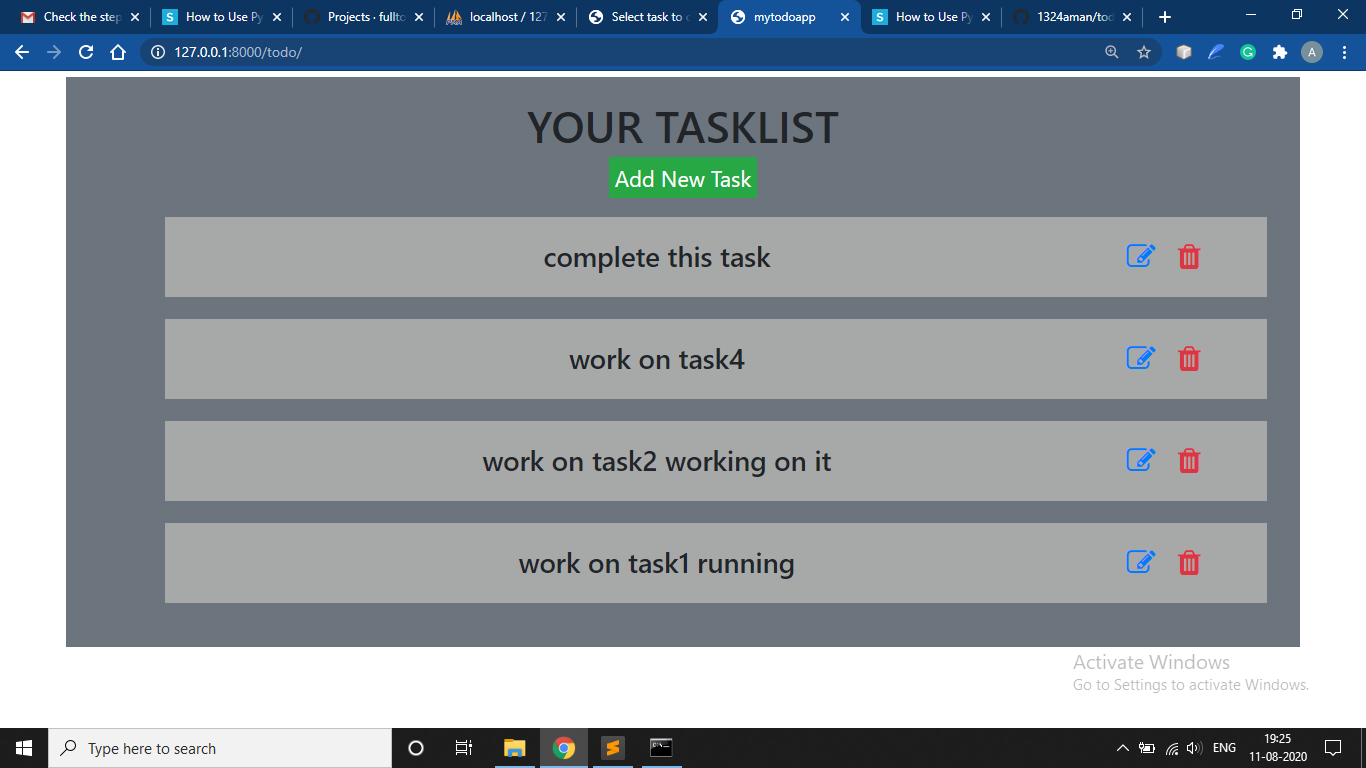 Check the step
How to Use Py
Projects · fullto
localhost / 127
Select task to c
mytodoapp
How to Use Py
1324aman/tod
127.0.0.1:8000/todo/
A
YOUR TASKLIST
Add New Task
complete this task
work on task4
work on task2 working on it
work on task1 running
Activate Windows
Go to Settings to activate Windows.
Type here to search
ENG
19:25
11-08-2020